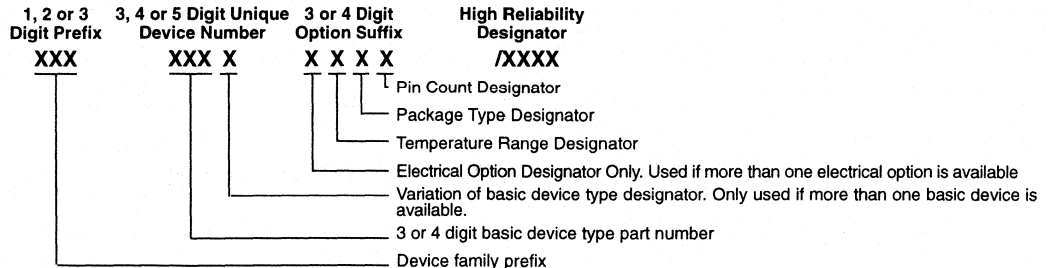 1, 2 or 3 3, 4 or 5 Digit Unique 3 or 4 Digit High Reliability
Digit Prefix Device Number Option Suffix Designator
XXX XXX X X X X X /XXXX
Pin Count Designator
Package Type Designator
Temperature Range Designator
Electrical Option Designator Only. Used if more than one electrical option is available
Variation of basic device type designator. Only used if more than one basic device is
available.
3 or 4 digit basic device type part number
Device family prefix